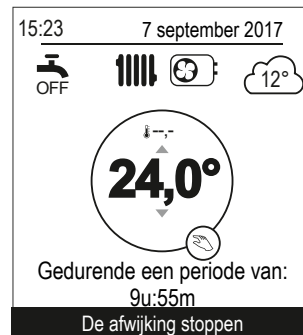 15:23 7 september 2017
OFF
12°
--,-
24,0°
Gedurende een periode van:
9u:55m
De afwijking stoppen